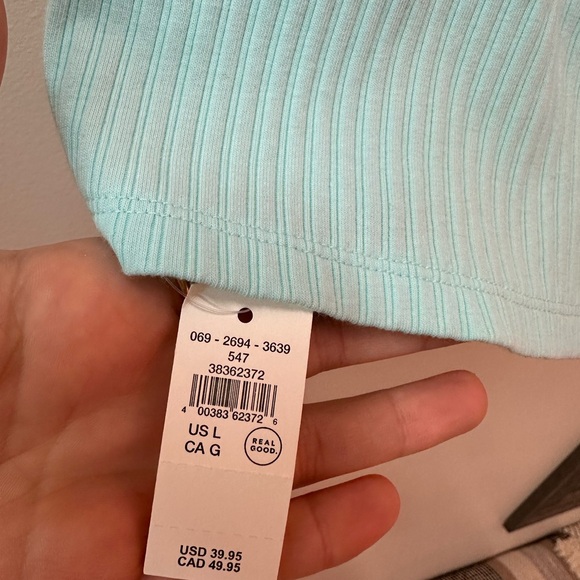 069 - 2694 - 3639
547
38362372
4 00383 62372 6
US L
CA G
REAL
GOOD.
USD 39.95
CAD 49.95